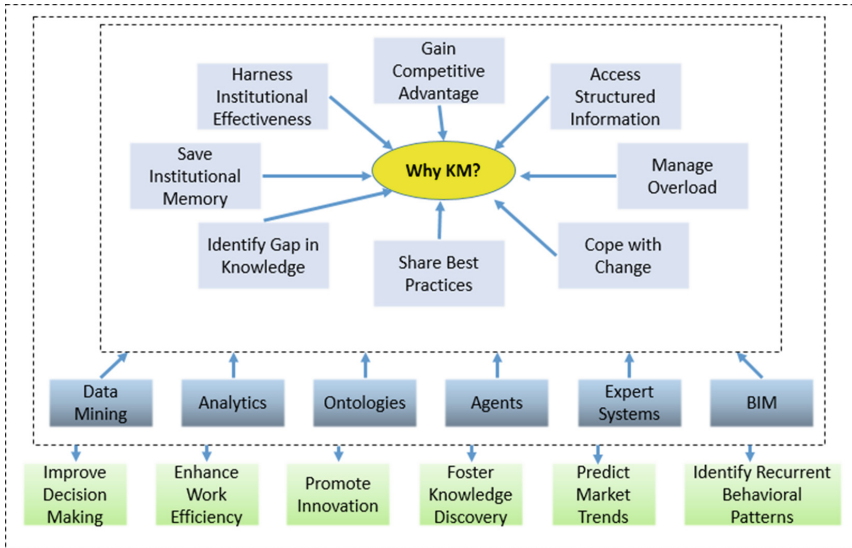 Gain
Competitive
Advantage
Harness
Institutional
Effectiveness
Access
Structured
Information
Save
Institutional
Memory
Why KM?
Manage
Overload
Identify Gap in
Knowledge
Share Best
Practices
Cope with
Change
Data
Mining
Analytics
Ontologies
Agents
Expert
Systems
BIM
Improve
Decision
Making
Enhance
Work
Efficiency
Promote
Innovation
Foster
Knowledge
Discovery
Predict
Market
Trends
Identify Recurrent
Behavioral
Patterns